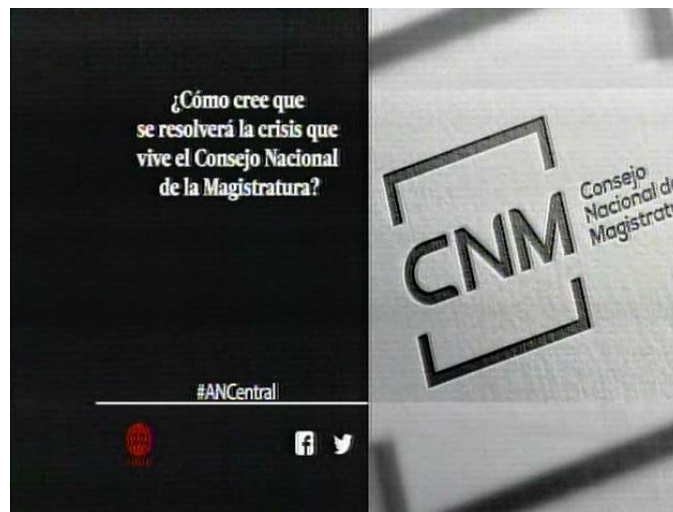 ¿Cómo cree que
se resolverá la crisis que
vive el Consejo Nacional
de la Magistratura?
#ANCentral
CNM
Consejo
Nacional de